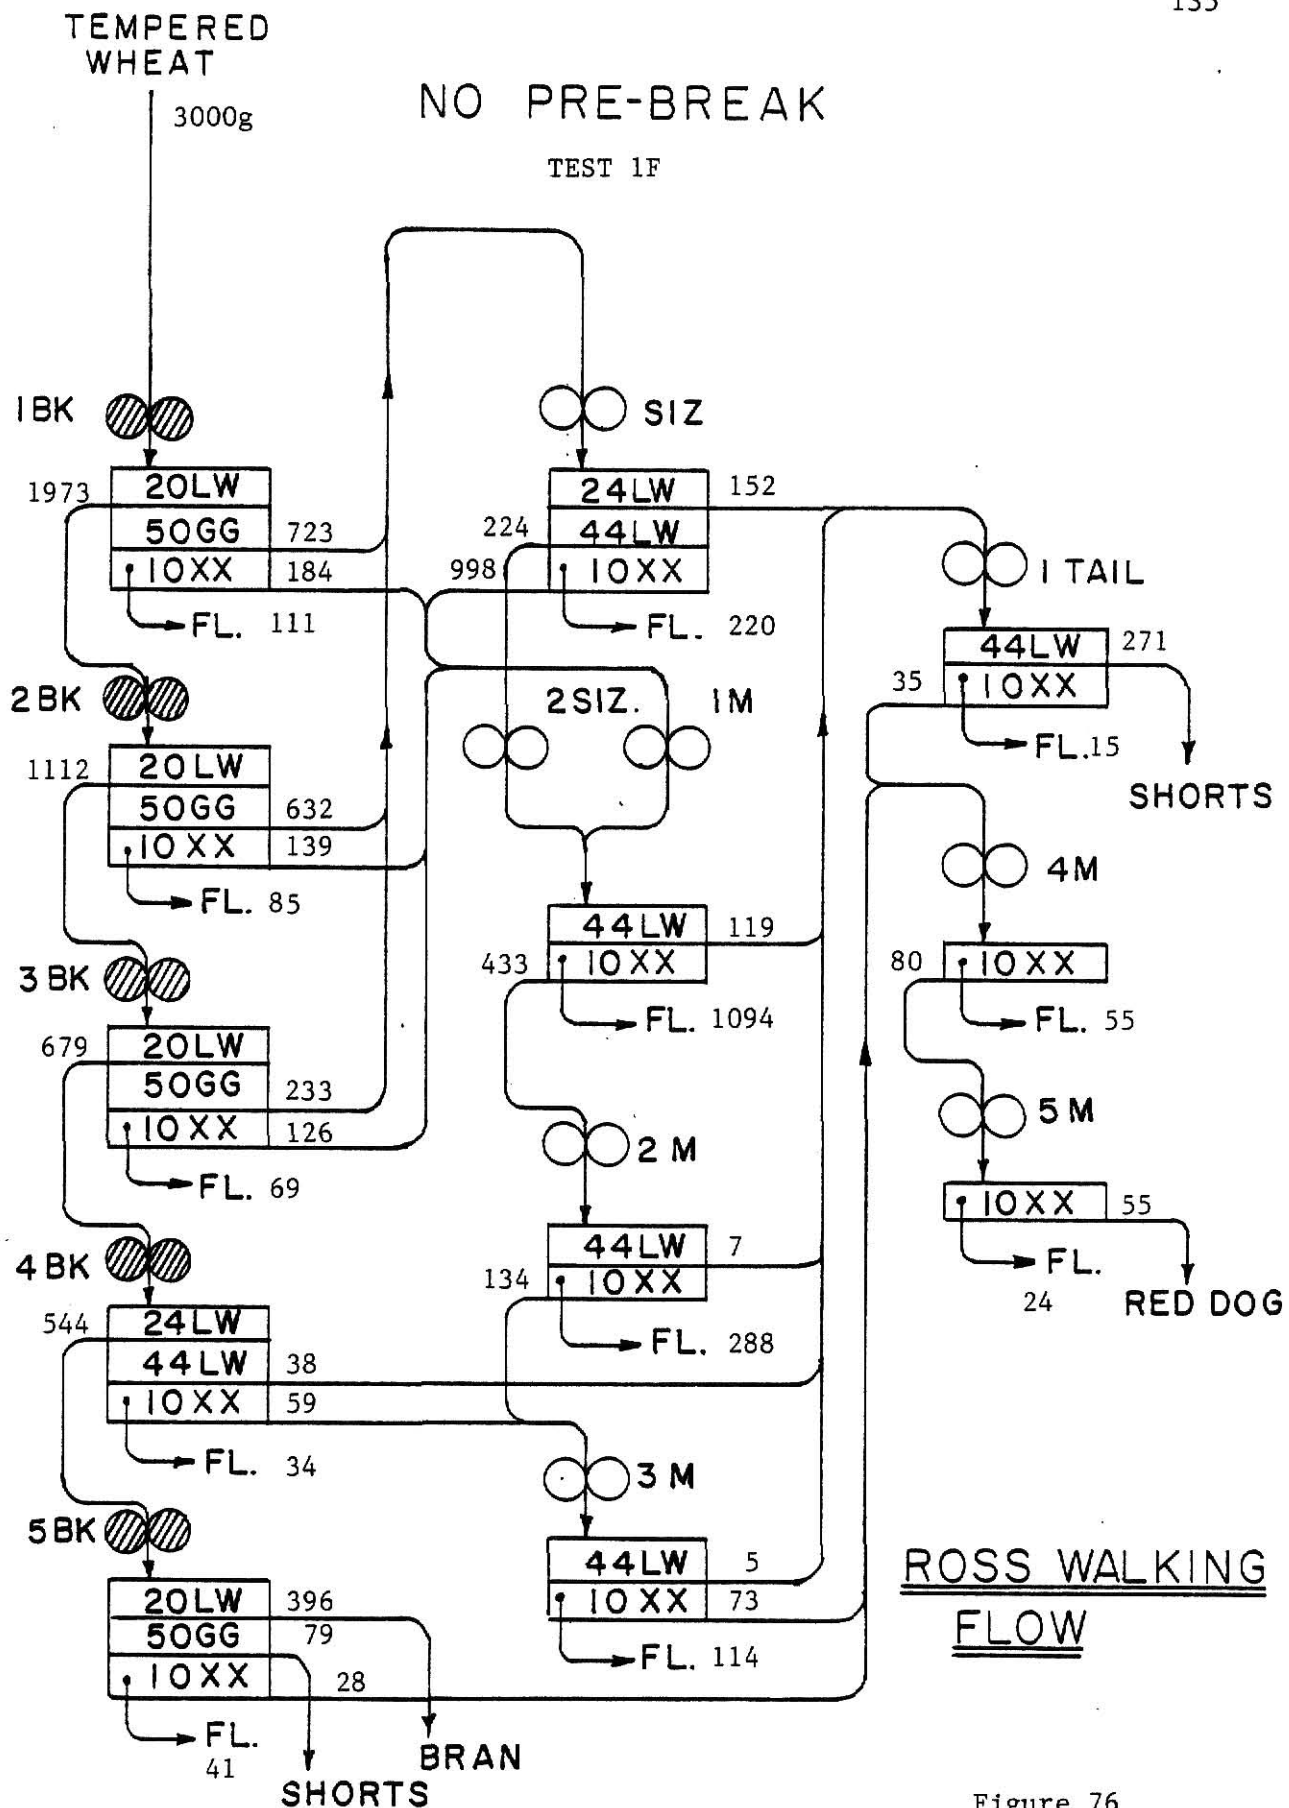 135
TEMPERED
WHEAT
3000g
NO PRE-BREAK
TEST 1F
1BK
20LW
1973
50GG
723
10XX
184
FL. 111
2BK
20LW
1112
50GG
632
10XX
139
FL. 85
3BK
20LW
679
50GG
233
10XX
126
FL. 69
4BK
24LW
544
44LW
38
10XX
59
FL. 34
5BK
20LW
396
50GG
79
10XX
28
FL.
41
SHORTS
BRAN
SIZ
24LW
152
224
44LW
998
10XX
FL. 220
2SIZ.
1M
44LW
119
433
10XX
FL. 1094
2M
44LW
7
134
10XX
FL. 288
3M
44LW
5
10XX
73
FL. 114
1 TAIL
44LW
271
35
10XX
FL. 15
SHORTS
4M
80
10XX
FL. 55
5M
10XX
55
FL.
24
RED DOG
ROSS WALKING
FLOW
Figure 76